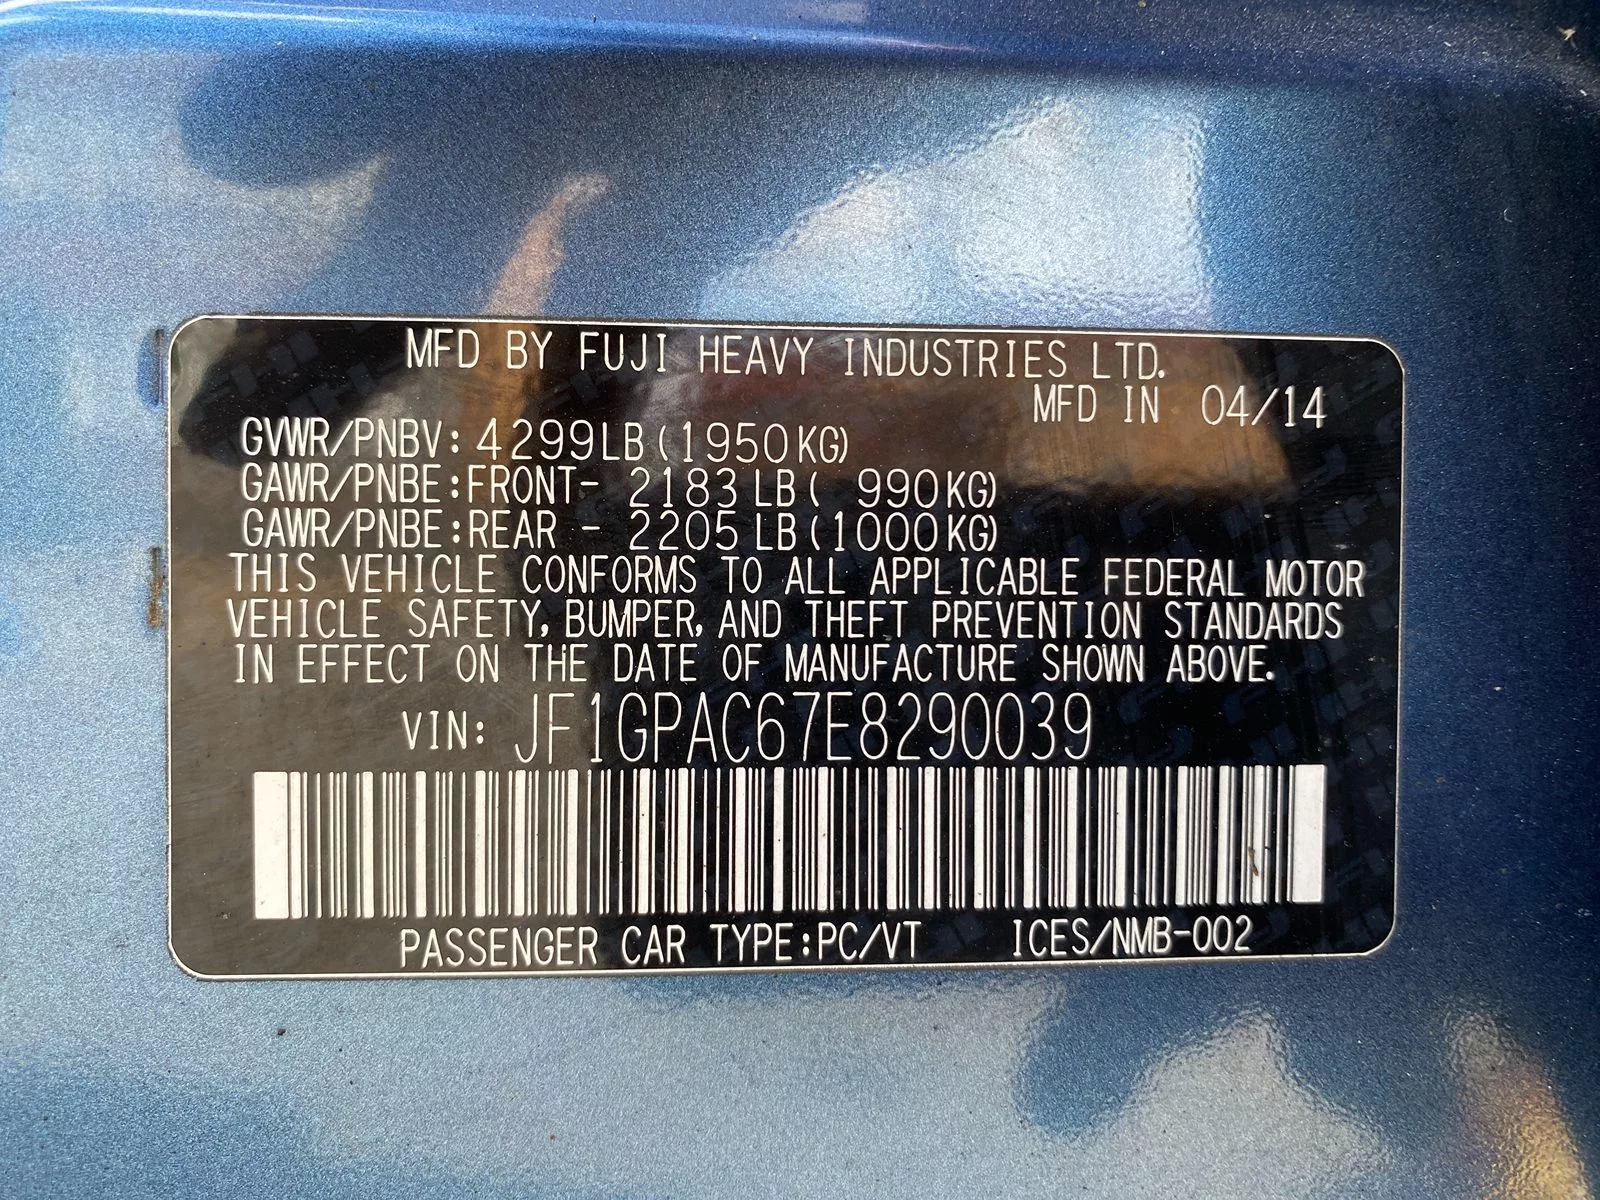 MFD BY FUJI HEAVY INDUSTRIES LTD.
MFD IN 04/14
GVWR/PNBV: 4299LB(1950KG)
GAWR/PNBE:FRONT- 2183LB( 990KG)
GAWR/PNBE:REAR - 2205LB(1000KG)
THIS VEHICLE CONFORMS TO ALL APPLICABLE FEDERAL MOTOR
VEHICLE SAFETY, BUMPER, AND THEFT PREVENTION STANDARDS
IN EFFECT ON THE DATE OF MANUFACTURE SHOWN ABOVE.
VIN: JF1GPAC67E8290039
PASSENGER CAR TYPE:PC/VT ICES/NMB-002